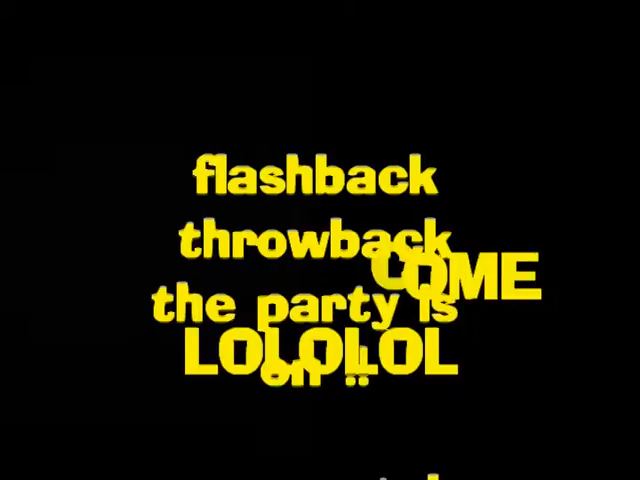 flashback
throwback
COME
the party is
LOLOLOL
on !!